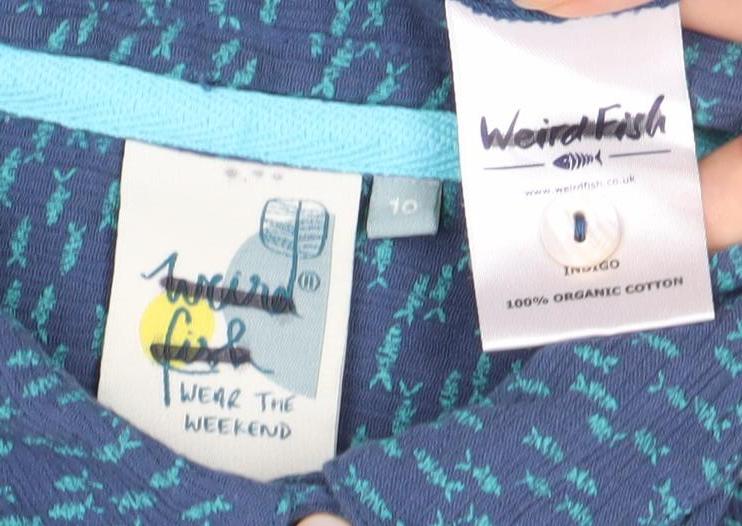 weird
fish
WEAR THE
WEEKEND
10
Weird Fish
www.weirdfish.co.uk
INDIGO
100% ORGANIC COTTON